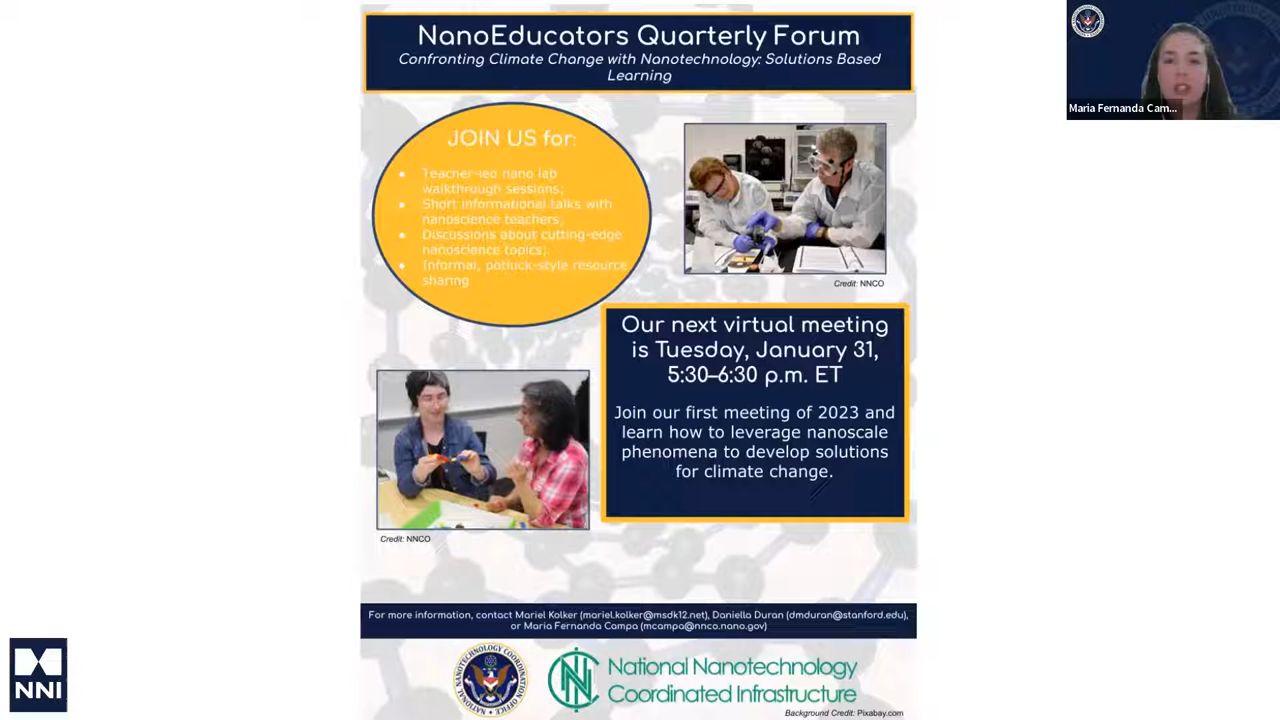 NanoEducators Quarterly Forum
Confronting Climate Change with Nanotechnology: Solutions Based
Learning
JOIN US for:
• Teacher-led nano lab
walkthrough sessions;
• Short informational talks with
nanoscience teachers;
• Discussions about cutting-edge
nanoscience topics;
• Informal, potluck-style resource
sharing
Credit: NNCO
Our next virtual meeting
is Tuesday, January 31,
5:30–6:30 p.m. ET
Join our first meeting of 2023 and
learn how to leverage nanoscale
phenomena to develop solutions
for climate change.
Credit: NNCO
For more information, contact Mariel Kolker (mariel.kolker@msdk12.net), Daniella Duran (dmduran@stanford.edu),
or Maria Fernanda Campa (mcampa@nnco.nano.gov)
NATIONAL NANOTECHNOLOGY COORDINATION OFFICE
National Nanotechnology
Coordinated Infrastructure
Background Credit: Pixabay.com
NNI
Maria Fernanda Cam...